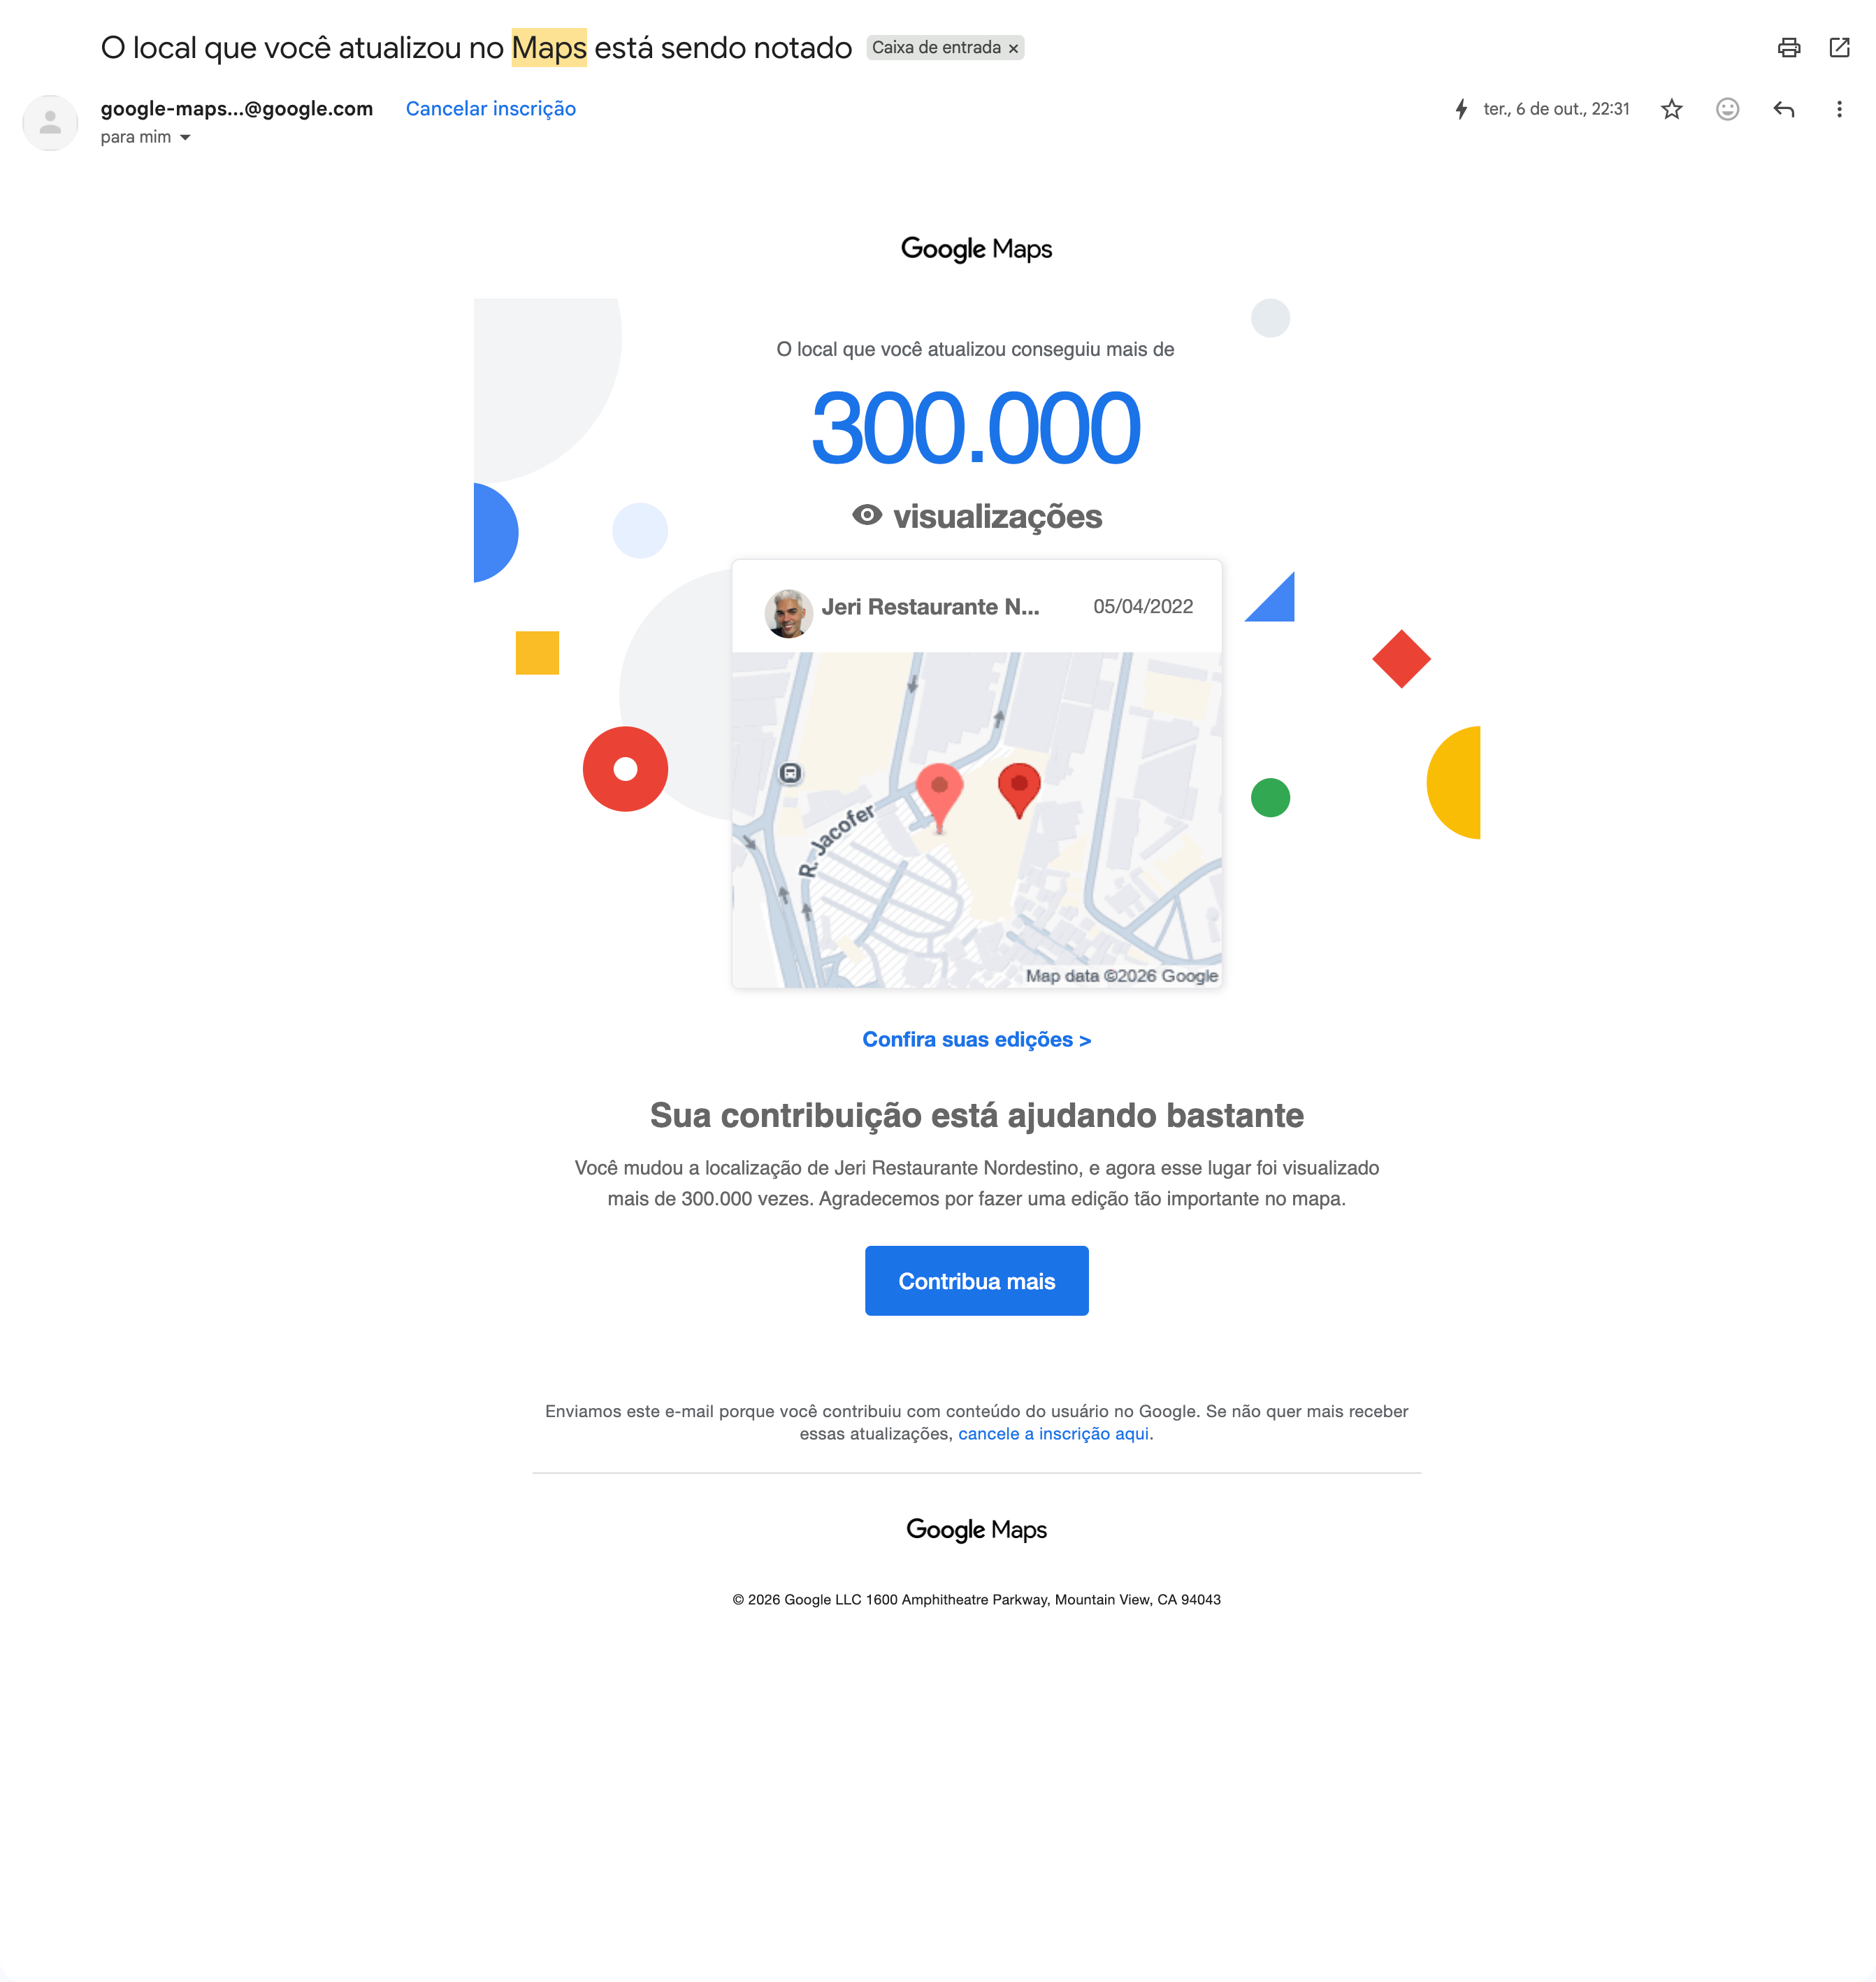 O local que você atualizou no Maps está sendo notado
Caixa de entrada ×
google-maps...@google.com Cancelar inscrição
ter., 6 de out., 22:31
para mim
Google Maps
O local que você atualizou conseguiu mais de
300.000
visualizações
Jeri Restaurante N... 05/04/2022
R. Jacofer
Map data ©2026 Google
Confira suas edições >
Sua contribuição está ajudando bastante
Você mudou a localização de Jeri Restaurante Nordestino, e agora esse lugar foi visualizado
mais de 300.000 vezes. Agradecemos por fazer uma edição tão importante no mapa.
Contribua mais
Enviamos este e-mail porque você contribuiu com conteúdo do usuário no Google. Se não quer mais receber
essas atualizações, cancele a inscrição aqui.
Google Maps
© 2026 Google LLC 1600 Amphitheatre Parkway, Mountain View, CA 94043